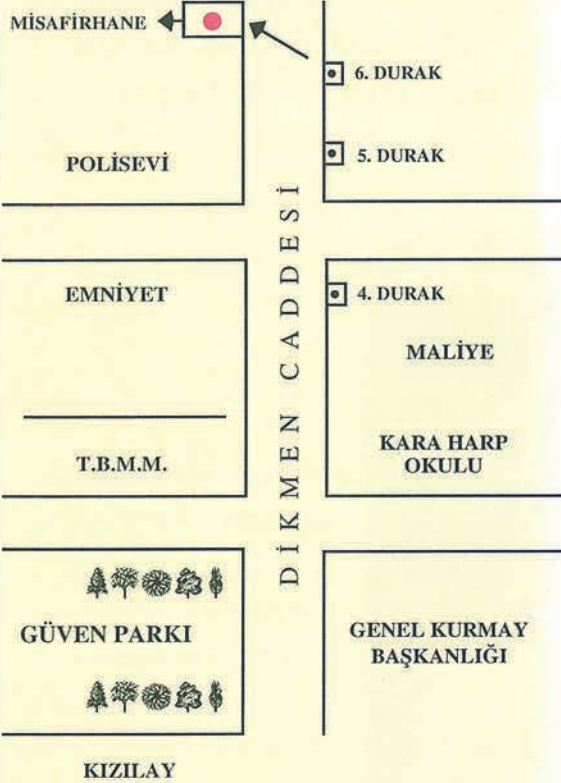 MİSAFİRHANE
6. DURAK
5. DURAK
POLİSEVİ
DİKMEN CADDESİ
EMNİYET
4. DURAK
MALİYE
T.B.M.M.
KARA HARP
OKULU
GÜVEN PARKI
GENEL KURMAY
BAŞKANLIĞI
KIZILAY